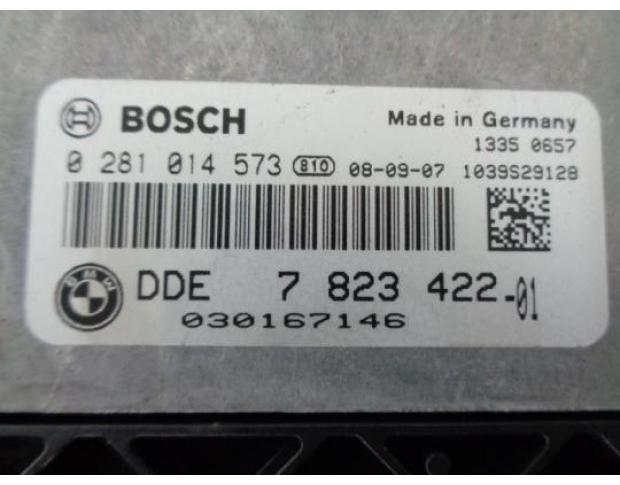 BOSCH
Made in Germany
1335 0657
0 281 014 573 810 08-09-07 1039S29128
BMW
DDE 7 823 422-01
030167146